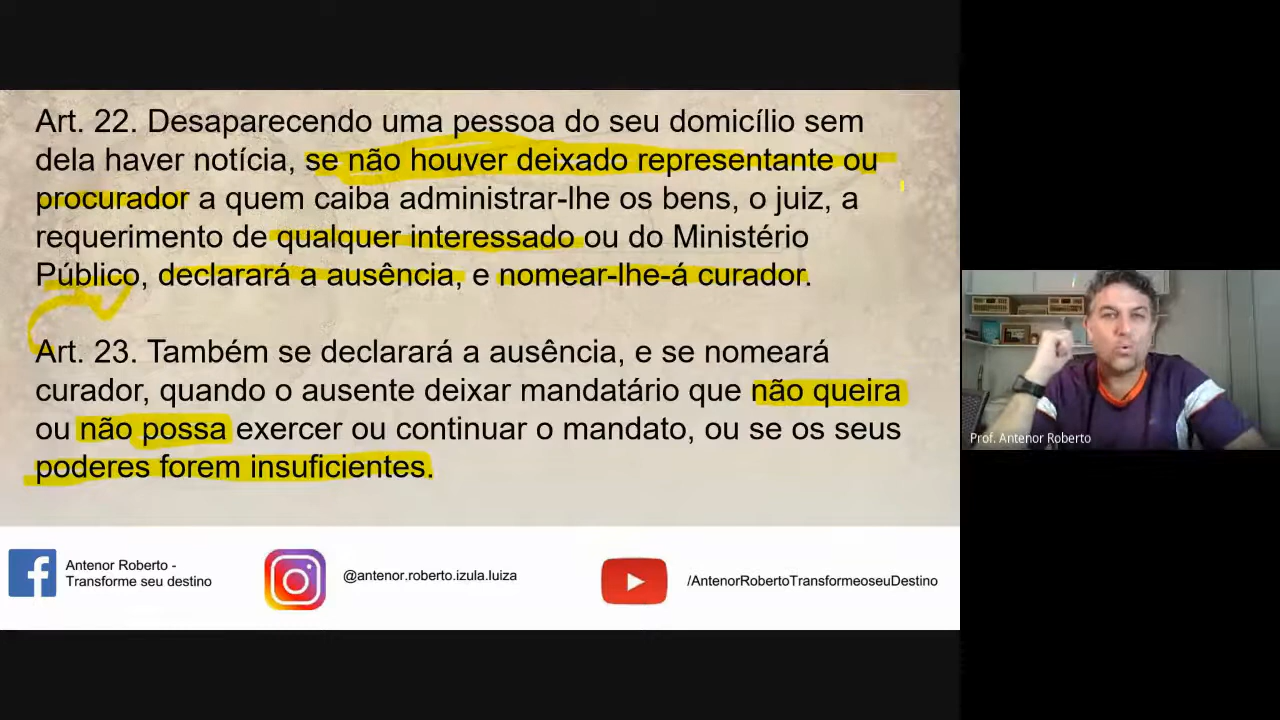 Art. 22. Desaparecendo uma pessoa do seu domicílio sem
dela haver notícia, se não houver deixado representante ou
procurador a quem caiba administrar-lhe os bens, o juiz, a
requerimento de qualquer interessado ou do Ministério
Público, declarará a ausência, e nomear-lhe-á curador.
Art. 23. Também se declarará a ausência, e se nomeará
curador, quando o ausente deixar mandatário que não queira
ou não possa exercer ou continuar o mandato, ou se os seus
poderes forem insuficientes.
Prof. Antenor Roberto
Antenor Roberto -
Transforme seu destino
@antenor.roberto.izula.luiza
/AntenorRobertoTransformeoseuDestino